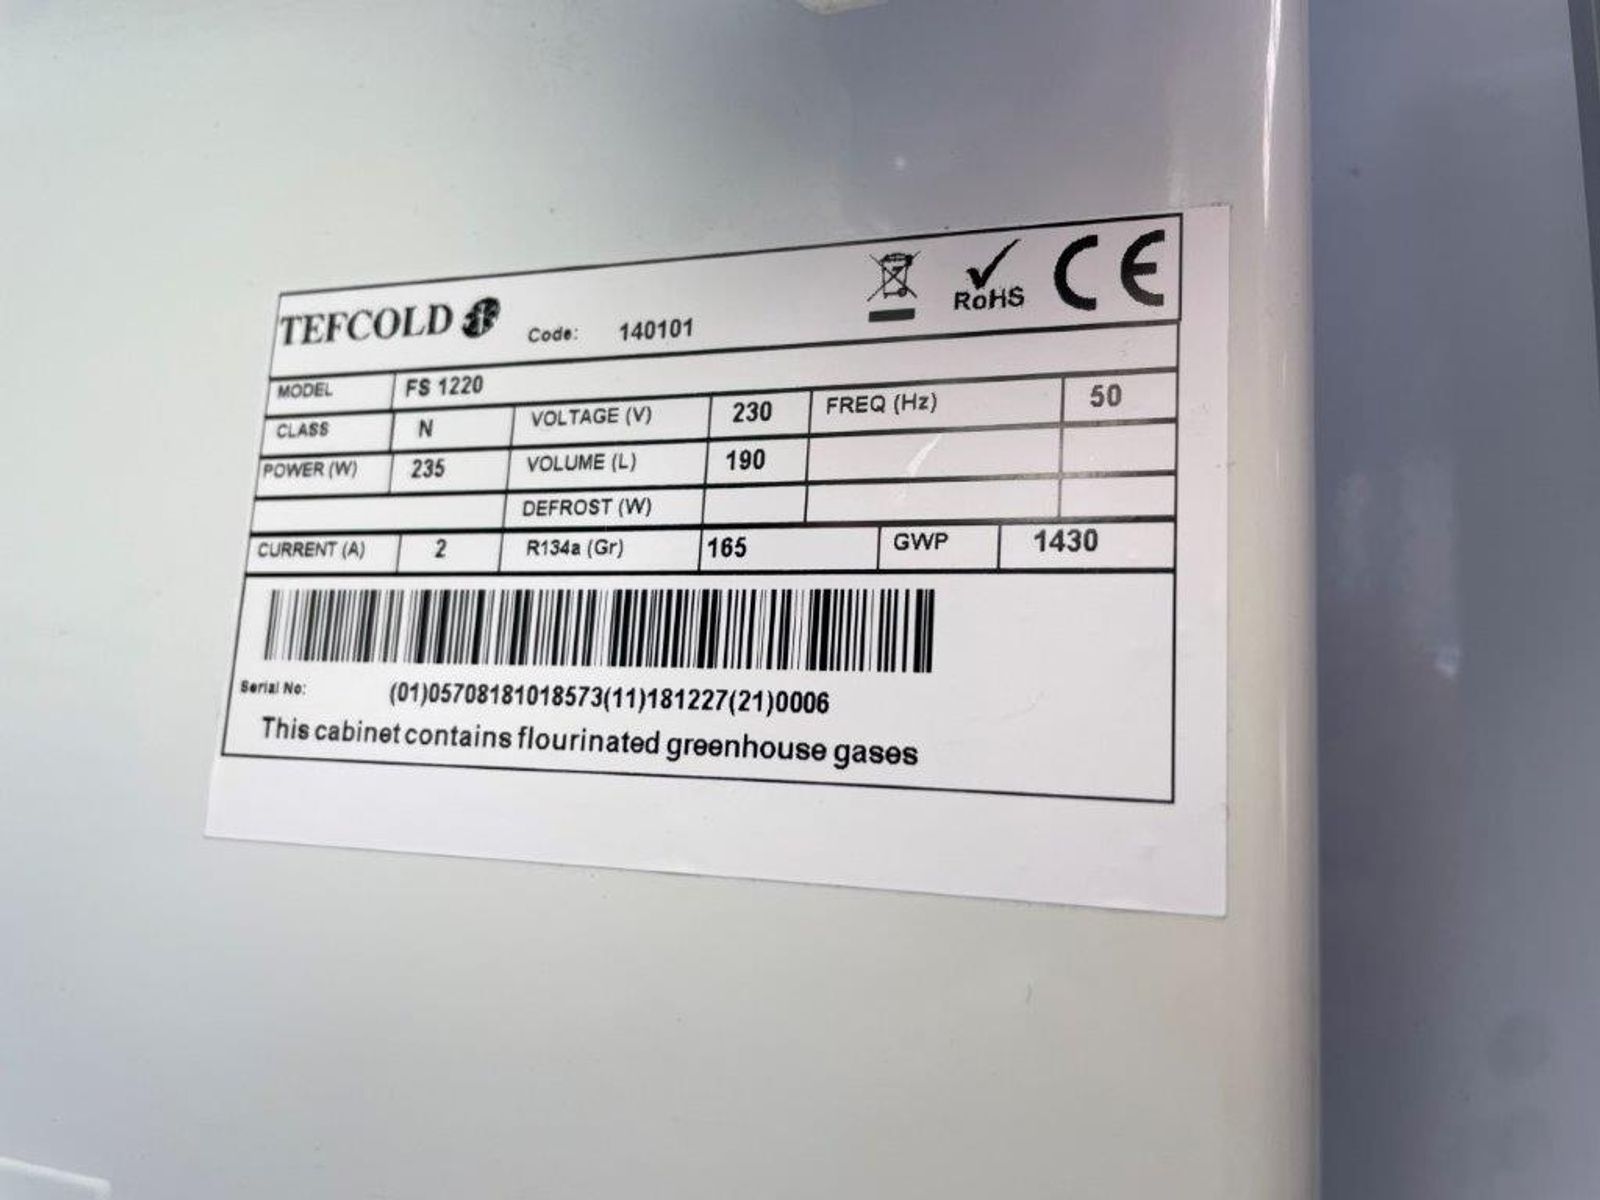 TEFCOLD Code: 140101 RoHS CE
MODEL FS 1220
CLASS N VOLTAGE (V) 230 FREQ (Hz) 50
POWER (W) 235 VOLUME (L) 190
DEFROST (W)
CURRENT (A) 2 R134a (Gr) 165 GWP 1430
Serial No: (01)05708181018573(11)181227(21)0006
This cabinet contains flourinated greenhouse gases